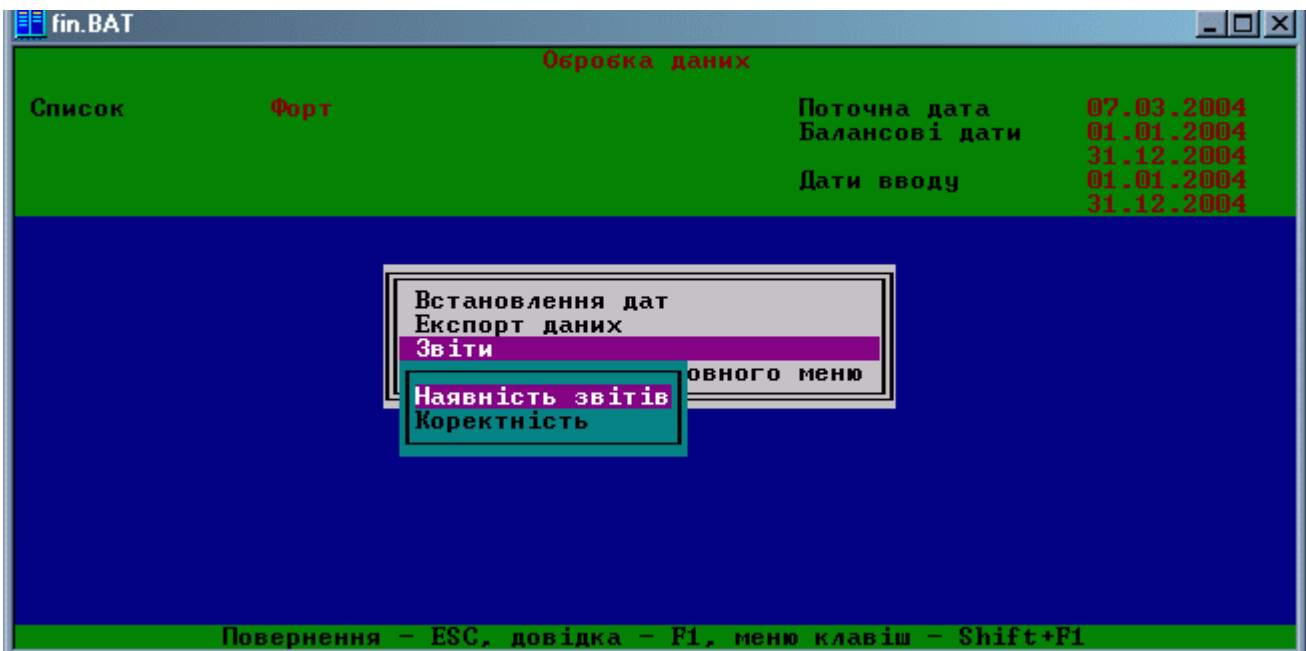 fin.BAT
Обробка даних
Список Форт Поточна дата 07.03.2004
Балансові дати 01.01.2004
31.12.2004
Дати вводу 01.01.2004
31.12.2004
Встановлення дат
Експорт даних
Звіти
овного меню
Наявність звітів
Коректність
Повернення - ESC, довідка - F1, меню клавіш - Shift+F1